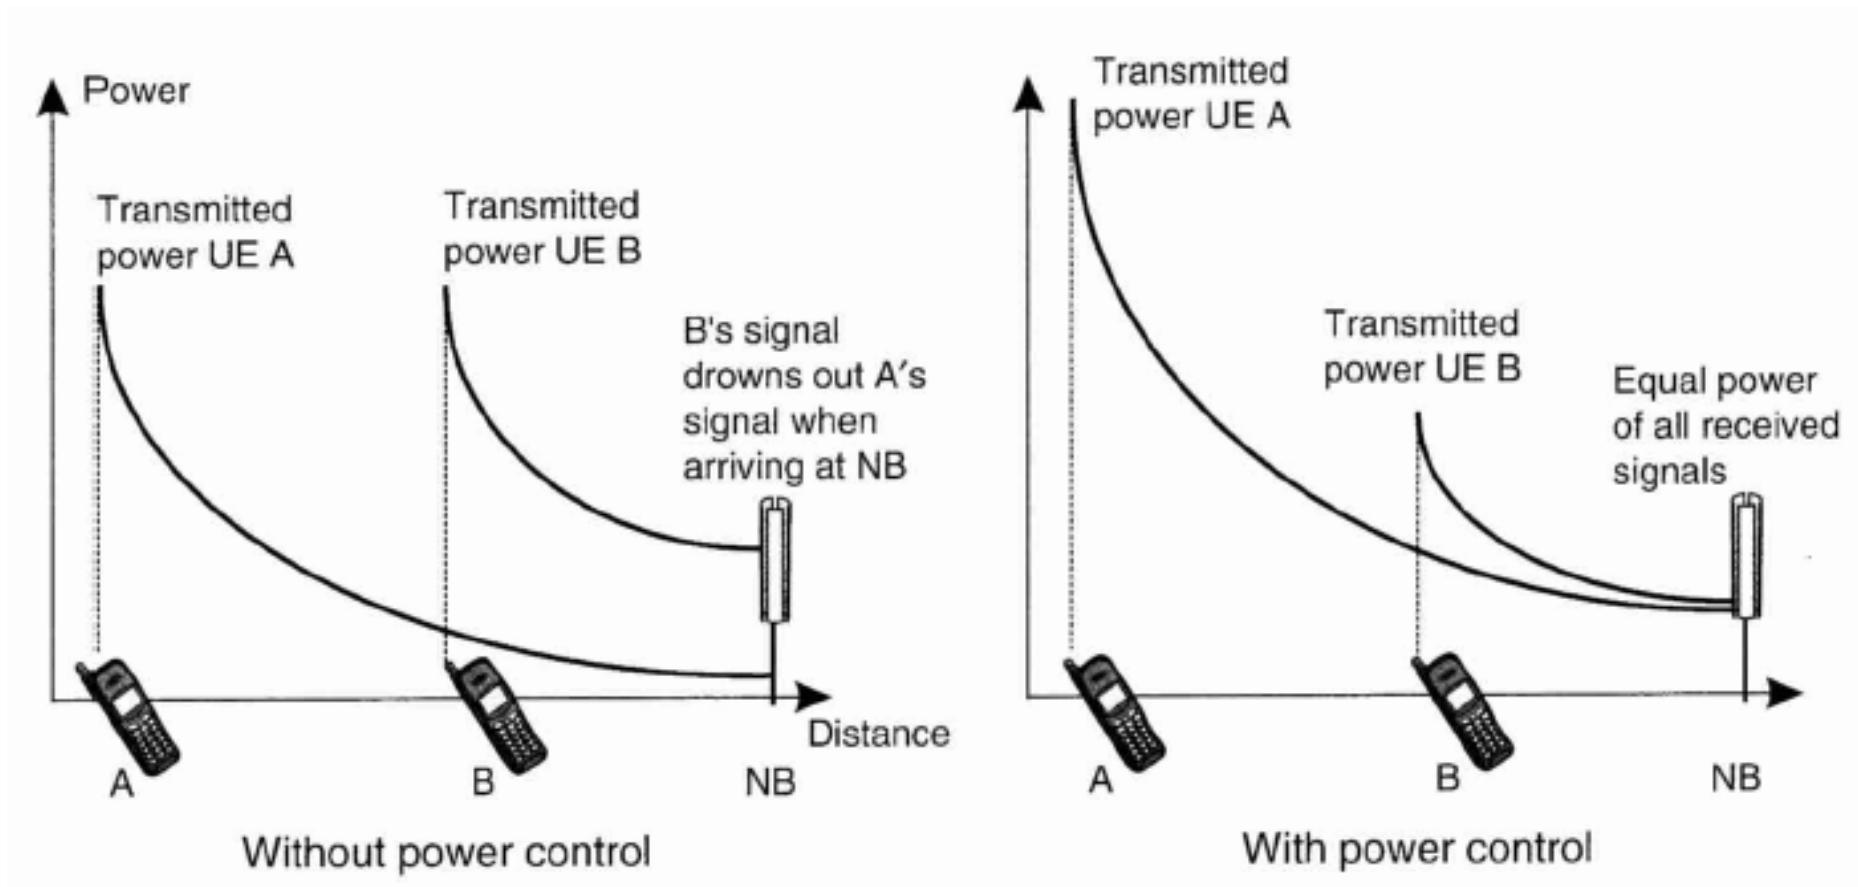 Power
Transmitted
power UE A
Transmitted
power UE B
B's signal
drowns out A's
signal when
arriving at NB
Distance
A
B
NB
Without power control
Transmitted
power UE A
Transmitted
power UE B
Equal power
of all received
signals
A
B
NB
With power control